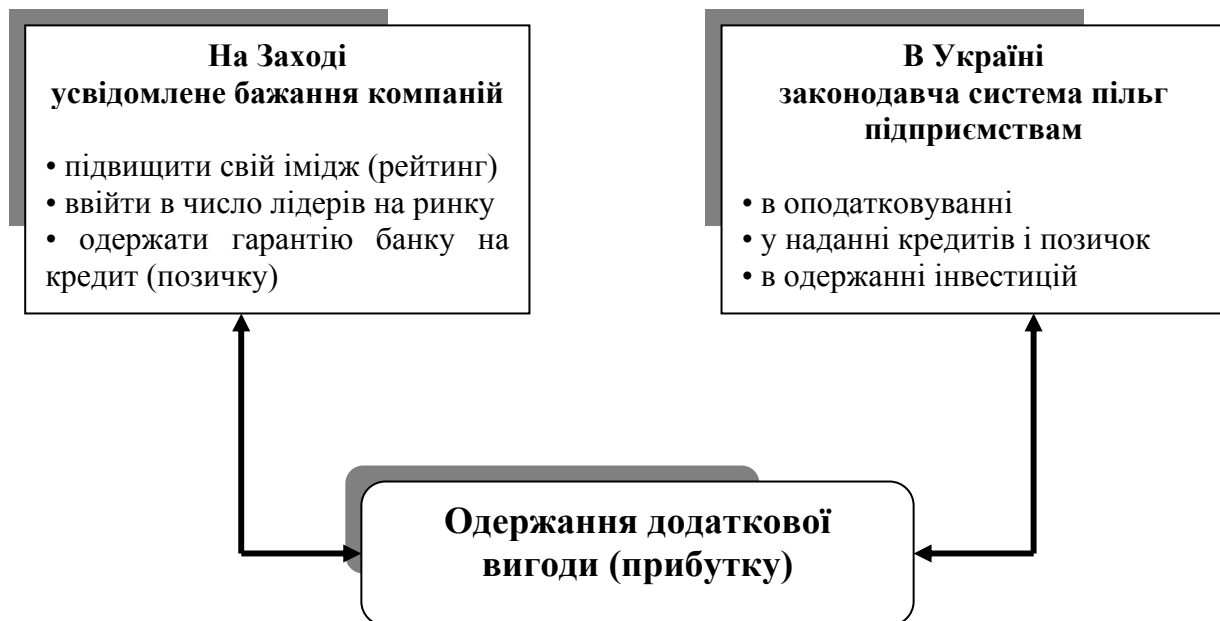 На Заході
усвідомлене бажання компаній
• підвищити свій імідж (рейтинг)
• ввійти в число лідерів на ринку
• одержати гарантію банку на
кредит (позичку)
В Україні
законодавча система пільг
підприємствам
• в оподатковуванні
• у наданні кредитів і позичок
• в одержанні інвестицій
Одержання додаткової
вигоди (прибутку)